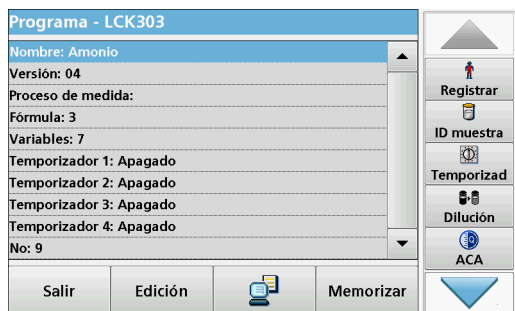 Programa - LCK303
Nombre: Amonio
Versión: 04
Proceso de medida:
Fórmula: 3
Variables: 7
Temporizador 1: Apagado
Temporizador 2: Apagado
Temporizador 3: Apagado
Temporizador 4: Apagado
No: 9
Salir
Edición
Memorizar
Registrar
ID muestra
Temporizad
Dilución
ACA